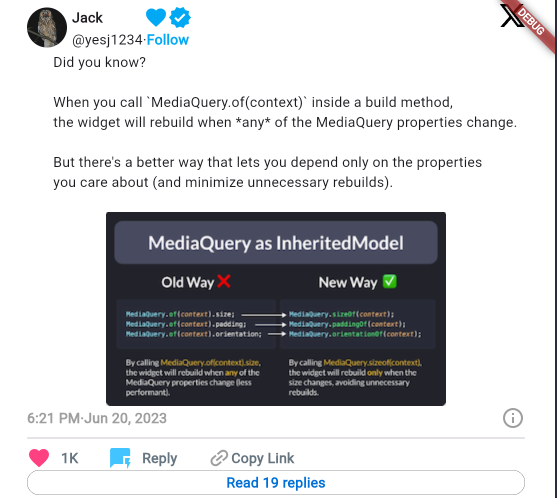 Jack
DEBUG
@yesj1234·Follow
Did you know?
When you call `MediaQuery.of(context)` inside a build method,
the widget will rebuild when *any* of the MediaQuery properties change.
But there's a better way that lets you depend only on the properties
you care about (and minimize unnecessary rebuilds).
MediaQuery as InheritedModel
Old Way ❌ New Way ✅
MediaQuery.of(context).size; MediaQuery.sizeOf(context);
MediaQuery.of(context).padding; MediaQuery.paddingOf(context);
MediaQuery.of(context).orientation; MediaQuery.orientationOf(context);
By calling MediaQuery.of(context).size,
the widget will rebuild when any of the
MediaQuery properties change (less
performant).
By calling MediaQuery.sizeof(context),
the widget will rebuild only when the
size changes, avoiding unnecessary
rebuilds.
6:21 PM·Jun 20, 2023
1K Reply Copy Link
Read 19 replies